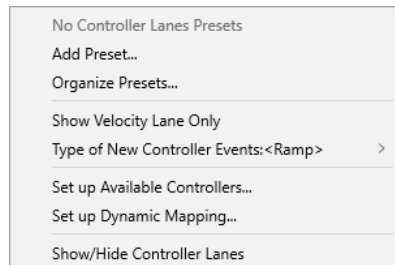 No Controller Lanes Presets
Add Preset...
Organize Presets...
Show Velocity Lane Only
Type of New Controller Events:<Ramp>
Set up Available Controllers...
Set up Dynamic Mapping...
Show/Hide Controller Lanes